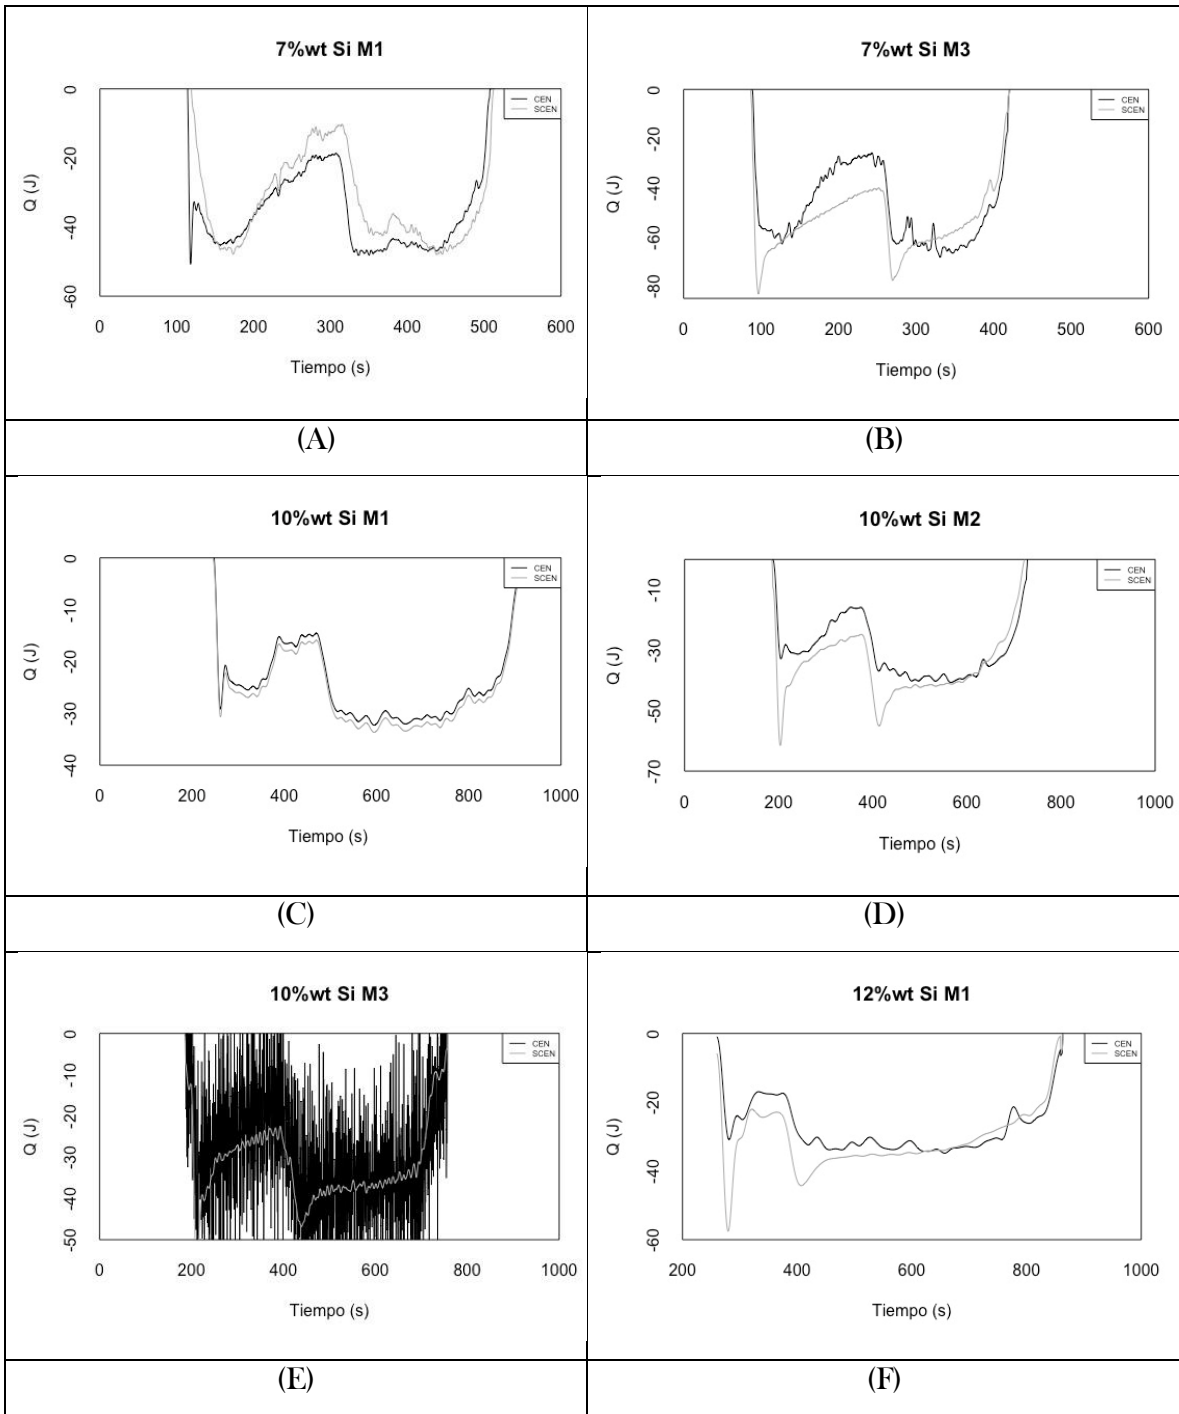 7%wt Si M1
0
-20
-40
-60
Q (J)
CEN
SCEN
0 100 200 300 400 500 600
Tiempo (s)
(A)
7%wt Si M3
0
-20
-40
-60
-80
Q (J)
CEN
SCEN
0 100 200 300 400 500 600
Tiempo (s)
(B)
10%wt Si M1
0
-10
-20
-30
-40
Q (J)
CEN
SCEN
0 200 400 600 800 1000
Tiempo (s)
(C)
10%wt Si M2
-10
-30
-50
-70
Q (J)
CEN
SCEN
0 200 400 600 800 1000
Tiempo (s)
(D)
10%wt Si M3
0
-10
-20
-30
-40
-50
Q (J)
CEN
SCEN
0 200 400 600 800 1000
Tiempo (s)
(E)
12%wt Si M1
0
-20
-40
-60
Q (J)
CEN
SCEN
200 400 600 800 1000
Tiempo (s)
(F)